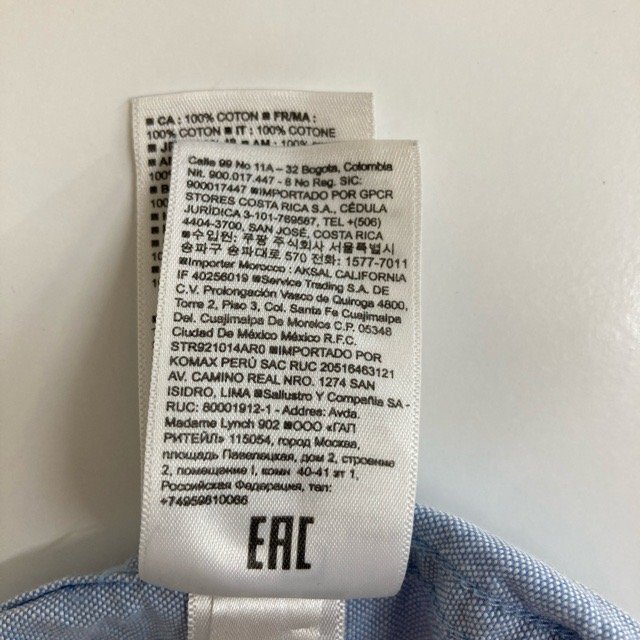 ■ CA : 100% COTTON ■ FR/MA :
100% COTTON ■ IT : 100% COTONE
Calle 99 No 11A – 32 Bogota, Colombia
Nit. 900.017.447 - 8 No Reg. SIC:
900017447 ■IMPORTADO POR GPCR
STORES COSTA RICA S.A., CÉDULA
JURÍDICA 3-101-769587, TEL +(506)
4404-3700, SAN JOSÉ, COSTA RICA
■수입원: 쿠팡 주식회사 서울특별시
송파구 송파대로 570 전화: 1577-7011
■Importer Morocco : AKSAL CALIFORNIA
IF 40256019 ■Service Trading S.A. DE
C.V. Prolongación Vasco de Quiroga 4800,
Torre 2, Piso 3, Col. Santa Fe Cuajimalpa
Del. Cuajimalpa De Morelos C.P. 05348
Ciudad De México México R.F.C.
STR921014AR0 ■IMPORTADO POR
KOMAX PERÚ SAC RUC 20516463121
AV. CAMINO REAL NRO. 1274 SAN
ISIDRO, LIMA ■Sallustro Y Compañia SA -
RUC: 80001912-1 - Addres: Avda.
Madame Lynch 902 ■ООО «ГАП
РИТЕЙЛ» 115054, город Москва,
площадь Павелецкая, дом 2, строение
2, помещение I, комн 40-41 эт 1,
Российская Федерация, тел:
+74959810066
EAC